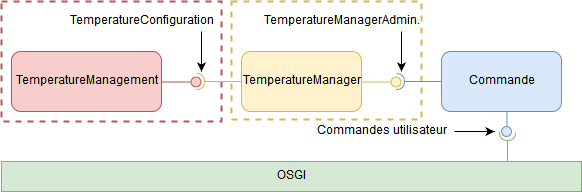 TemperatureConfiguration
TemperatureManagerAdmin.
TemperatureManagement
TemperatureManager
Commande
Commandes utilisateur
OSGI